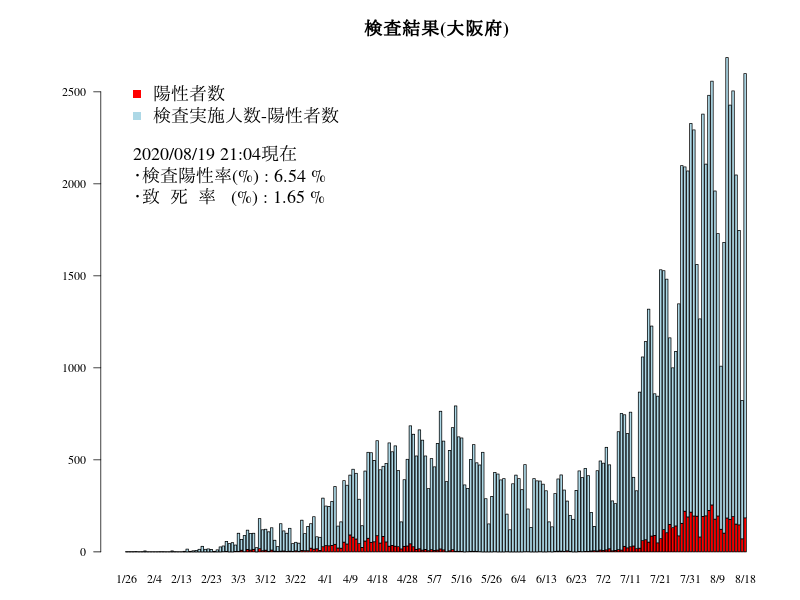 検査結果(大阪府)
陽性者数
検査実施人数-陽性者数
2020/08/19 21:04現在
･検査陽性率(%) : 6.54 %
･致 死 率 (%) : 1.65 %
2500
2000
1500
1000
500
0
1/26 2/4 2/13 2/23 3/3 3/12 3/22 4/1 4/9 4/18 4/28 5/7 5/16 5/26 6/4 6/13 6/23 7/2 7/11 7/21 7/31 8/9 8/18